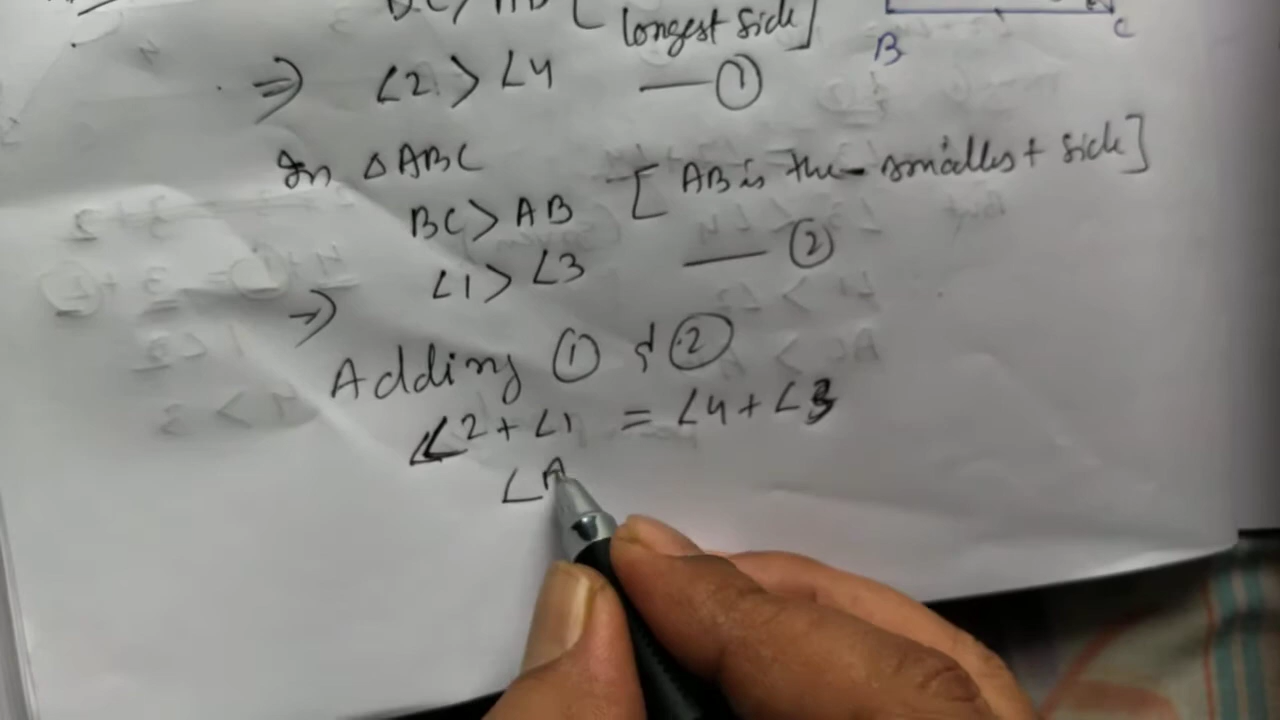 longest side]
⇒ ∠2 > ∠4 —— ①
B
C
In △ ABC
BC > AB [AB is the smallest side]
⇒ ∠1 > ∠3 —— ②
Adding ① & ②
∠2 + ∠1 = ∠4 + ∠3
∠A